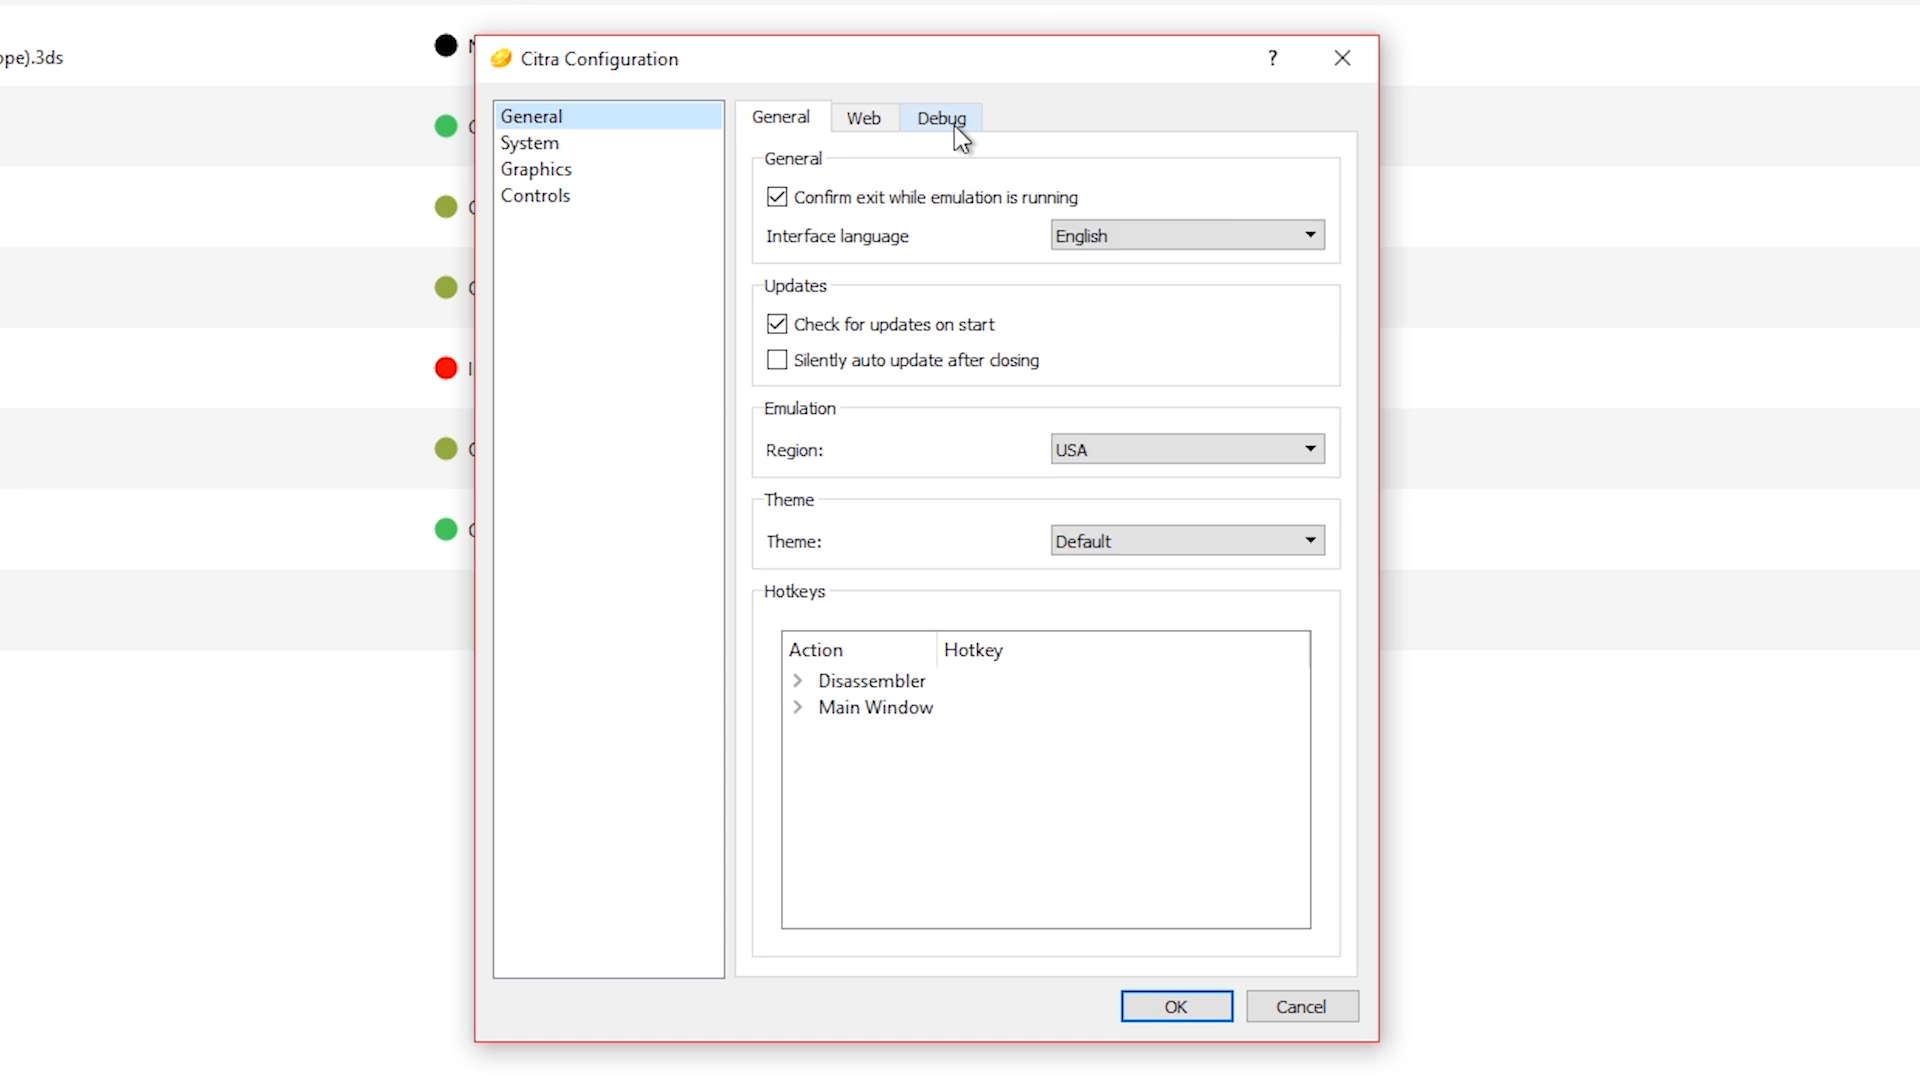 ope).3ds
Citra Configuration
?
General
System
Graphics
Controls
General Web Debug
General
Confirm exit while emulation is running
Interface language English
Updates
Check for updates on start
Silently auto update after closing
Emulation
Region: USA
Theme
Theme: Default
Hotkeys
Action Hotkey
Disassembler
Main Window
OK Cancel